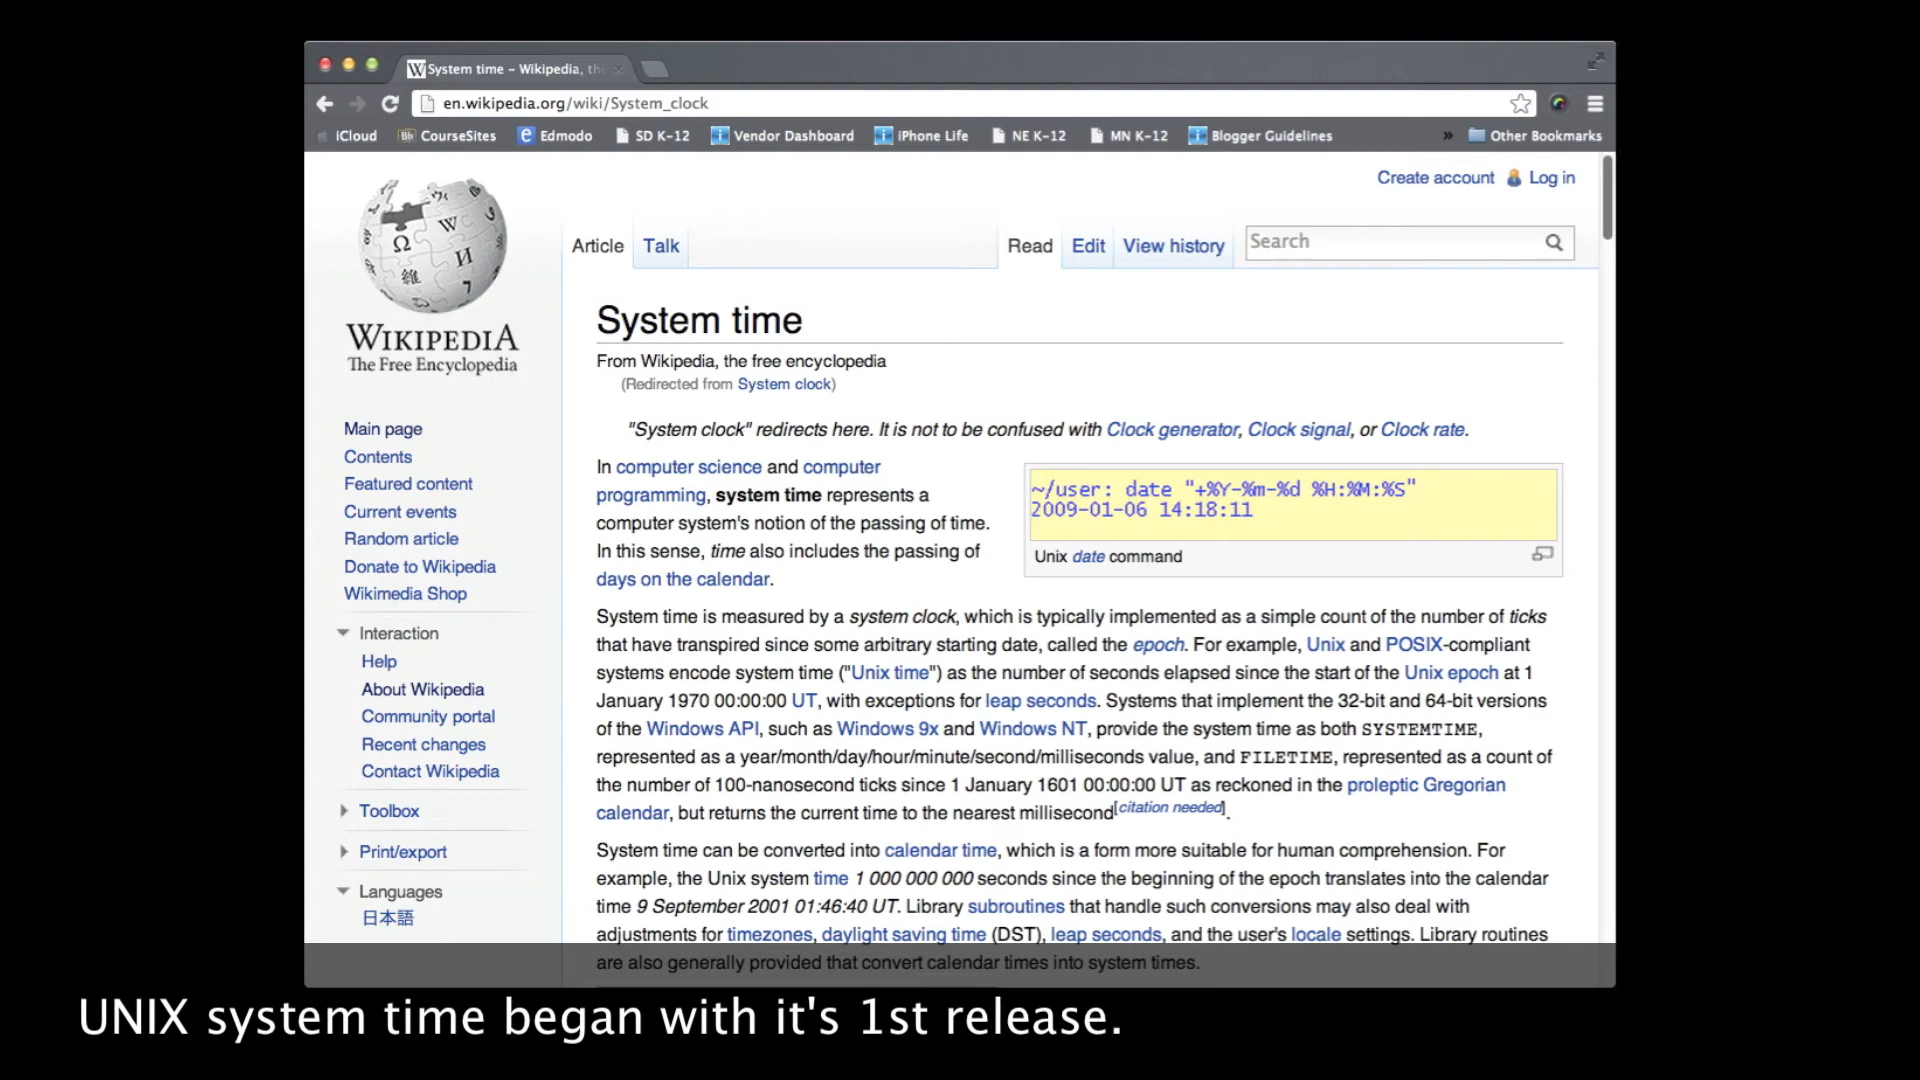 System time – Wikipedia, th
en.wikipedia.org/wiki/System_clock
iCloud
Bb CourseSites
e Edmodo
SD K-12
i Vendor Dashboard
i iPhone Life
NE K-12
MN K-12
i Blogger Guidelines
»
Other Bookmarks
Create account
Log in
Article
Talk
Read
Edit
View history
Search
WIKIPEDIA
The Free Encyclopedia
Main page
Contents
Featured content
Current events
Random article
Donate to Wikipedia
Wikimedia Shop
Interaction
Help
About Wikipedia
Community portal
Recent changes
Contact Wikipedia
Toolbox
Print/export
Languages
日本語
System time
From Wikipedia, the free encyclopedia
(Redirected from System clock)
"System clock" redirects here. It is not to be confused with Clock generator, Clock signal, or Clock rate.
In computer science and computer
programming, system time represents a
computer system's notion of the passing of time.
In this sense, time also includes the passing of
days on the calendar.
~/user: date "+%Y-%m-%d %H:%M:%S"
2009-01-06 14:18:11
Unix date command
System time is measured by a system clock, which is typically implemented as a simple count of the number of ticks
that have transpired since some arbitrary starting date, called the epoch. For example, Unix and POSIX-compliant
systems encode system time ("Unix time") as the number of seconds elapsed since the start of the Unix epoch at 1
January 1970 00:00:00 UT, with exceptions for leap seconds. Systems that implement the 32-bit and 64-bit versions
of the Windows API, such as Windows 9x and Windows NT, provide the system time as both SYSTEMTIME,
represented as a year/month/day/hour/minute/second/milliseconds value, and FILETIME, represented as a count of
the number of 100-nanosecond ticks since 1 January 1601 00:00:00 UT as reckoned in the proleptic Gregorian
calendar, but returns the current time to the nearest millisecond[citation needed].
System time can be converted into calendar time, which is a form more suitable for human comprehension. For
example, the Unix system time 1 000 000 000 seconds since the beginning of the epoch translates into the calendar
time 9 September 2001 01:46:40 UT. Library subroutines that handle such conversions may also deal with
adjustments for timezones, daylight saving time (DST), leap seconds, and the user's locale settings. Library routines
are also generally provided that convert calendar times into system times.
UNIX system time began with it's 1st release.